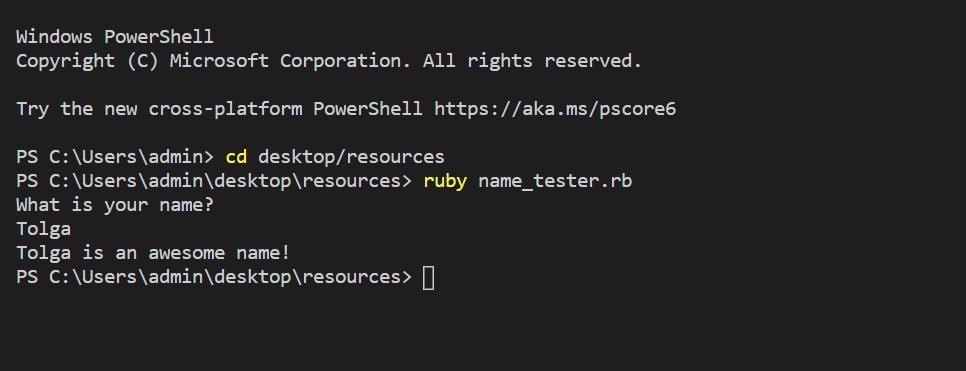 Windows PowerShell
Copyright (C) Microsoft Corporation. All rights reserved.
Try the new cross-platform PowerShell https://aka.ms/pscore6
PS C:\Users\admin> cd desktop/resources
PS C:\Users\admin\desktop\resources> ruby name_tester.rb
What is your name?
Tolga
Tolga is an awesome name!
PS C:\Users\admin\desktop\resources>